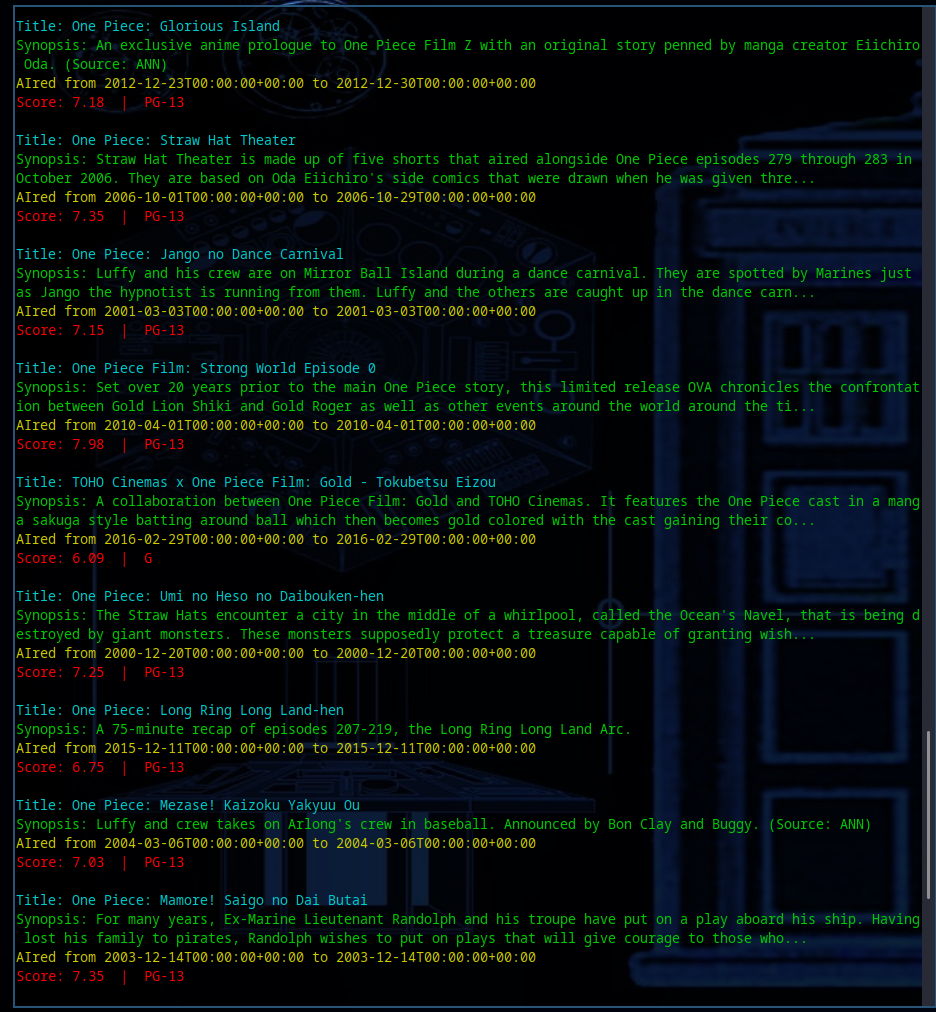 Title: One Piece: Glorious Island
Synopsis: An exclusive anime prologue to One Piece Film Z with an original story penned by manga creator Eiichiro
Oda. (Source: ANN)
AIred from 2012-12-23T00:00:00+00:00 to 2012-12-30T00:00:00+00:00
Score: 7.18  |  PG-13
Title: One Piece: Straw Hat Theater
Synopsis: Straw Hat Theater is made up of five shorts that aired alongside One Piece episodes 279 through 283 in
October 2006. They are based on Oda Eiichiro's side comics that were drawn when he was given thre...
AIred from 2006-10-01T00:00:00+00:00 to 2006-10-29T00:00:00+00:00
Score: 7.35  |  PG-13
Title: One Piece: Jango no Dance Carnival
Synopsis: Luffy and his crew are on Mirror Ball Island during a dance carnival. They are spotted by Marines just
as Jango the hypnotist is running from them. Luffy and the others are caught up in the dance carn...
AIred from 2001-03-03T00:00:00+00:00 to 2001-03-03T00:00:00+00:00
Score: 7.15  |  PG-13
Title: One Piece Film: Strong World Episode 0
Synopsis: Set over 20 years prior to the main One Piece story, this limited release OVA chronicles the confrontat
ion between Gold Lion Shiki and Gold Roger as well as other events around the world around the ti...
AIred from 2010-04-01T00:00:00+00:00 to 2010-04-01T00:00:00+00:00
Score: 7.98  |  PG-13
Title: TOHO Cinemas x One Piece Film: Gold - Tokubetsu Eizou
Synopsis: A collaboration between One Piece Film: Gold and TOHO Cinemas. It features the One Piece cast in a mang
a sakuga style batting around ball which then becomes gold colored with the cast gaining their co...
AIred from 2016-02-29T00:00:00+00:00 to 2016-02-29T00:00:00+00:00
Score: 6.09  |  G
Title: One Piece: Umi no Heso no Daibouken-hen
Synopsis: The Straw Hats encounter a city in the middle of a whirlpool, called the Ocean's Navel, that is being d
estroyed by giant monsters. These monsters supposedly protect a treasure capable of granting wish...
AIred from 2000-12-20T00:00:00+00:00 to 2000-12-20T00:00:00+00:00
Score: 7.25  |  PG-13
Title: One Piece: Long Ring Long Land-hen
Synopsis: A 75-minute recap of episodes 207-219, the Long Ring Long Land Arc.
AIred from 2015-12-11T00:00:00+00:00 to 2015-12-11T00:00:00+00:00
Score: 6.75  |  PG-13
Title: One Piece: Mezase! Kaizoku Yakyuu Ou
Synopsis: Luffy and crew takes on Arlong's crew in baseball. Announced by Bon Clay and Buggy. (Source: ANN)
AIred from 2004-03-06T00:00:00+00:00 to 2004-03-06T00:00:00+00:00
Score: 7.03  |  PG-13
Title: One Piece: Mamore! Saigo no Dai Butai
Synopsis: For many years, Ex-Marine Lieutenant Randolph and his troupe have put on a play aboard his ship. Having
lost his family to pirates, Randolph wishes to put on plays that will give courage to those who...
AIred from 2003-12-14T00:00:00+00:00 to 2003-12-14T00:00:00+00:00
Score: 7.35  |  PG-13